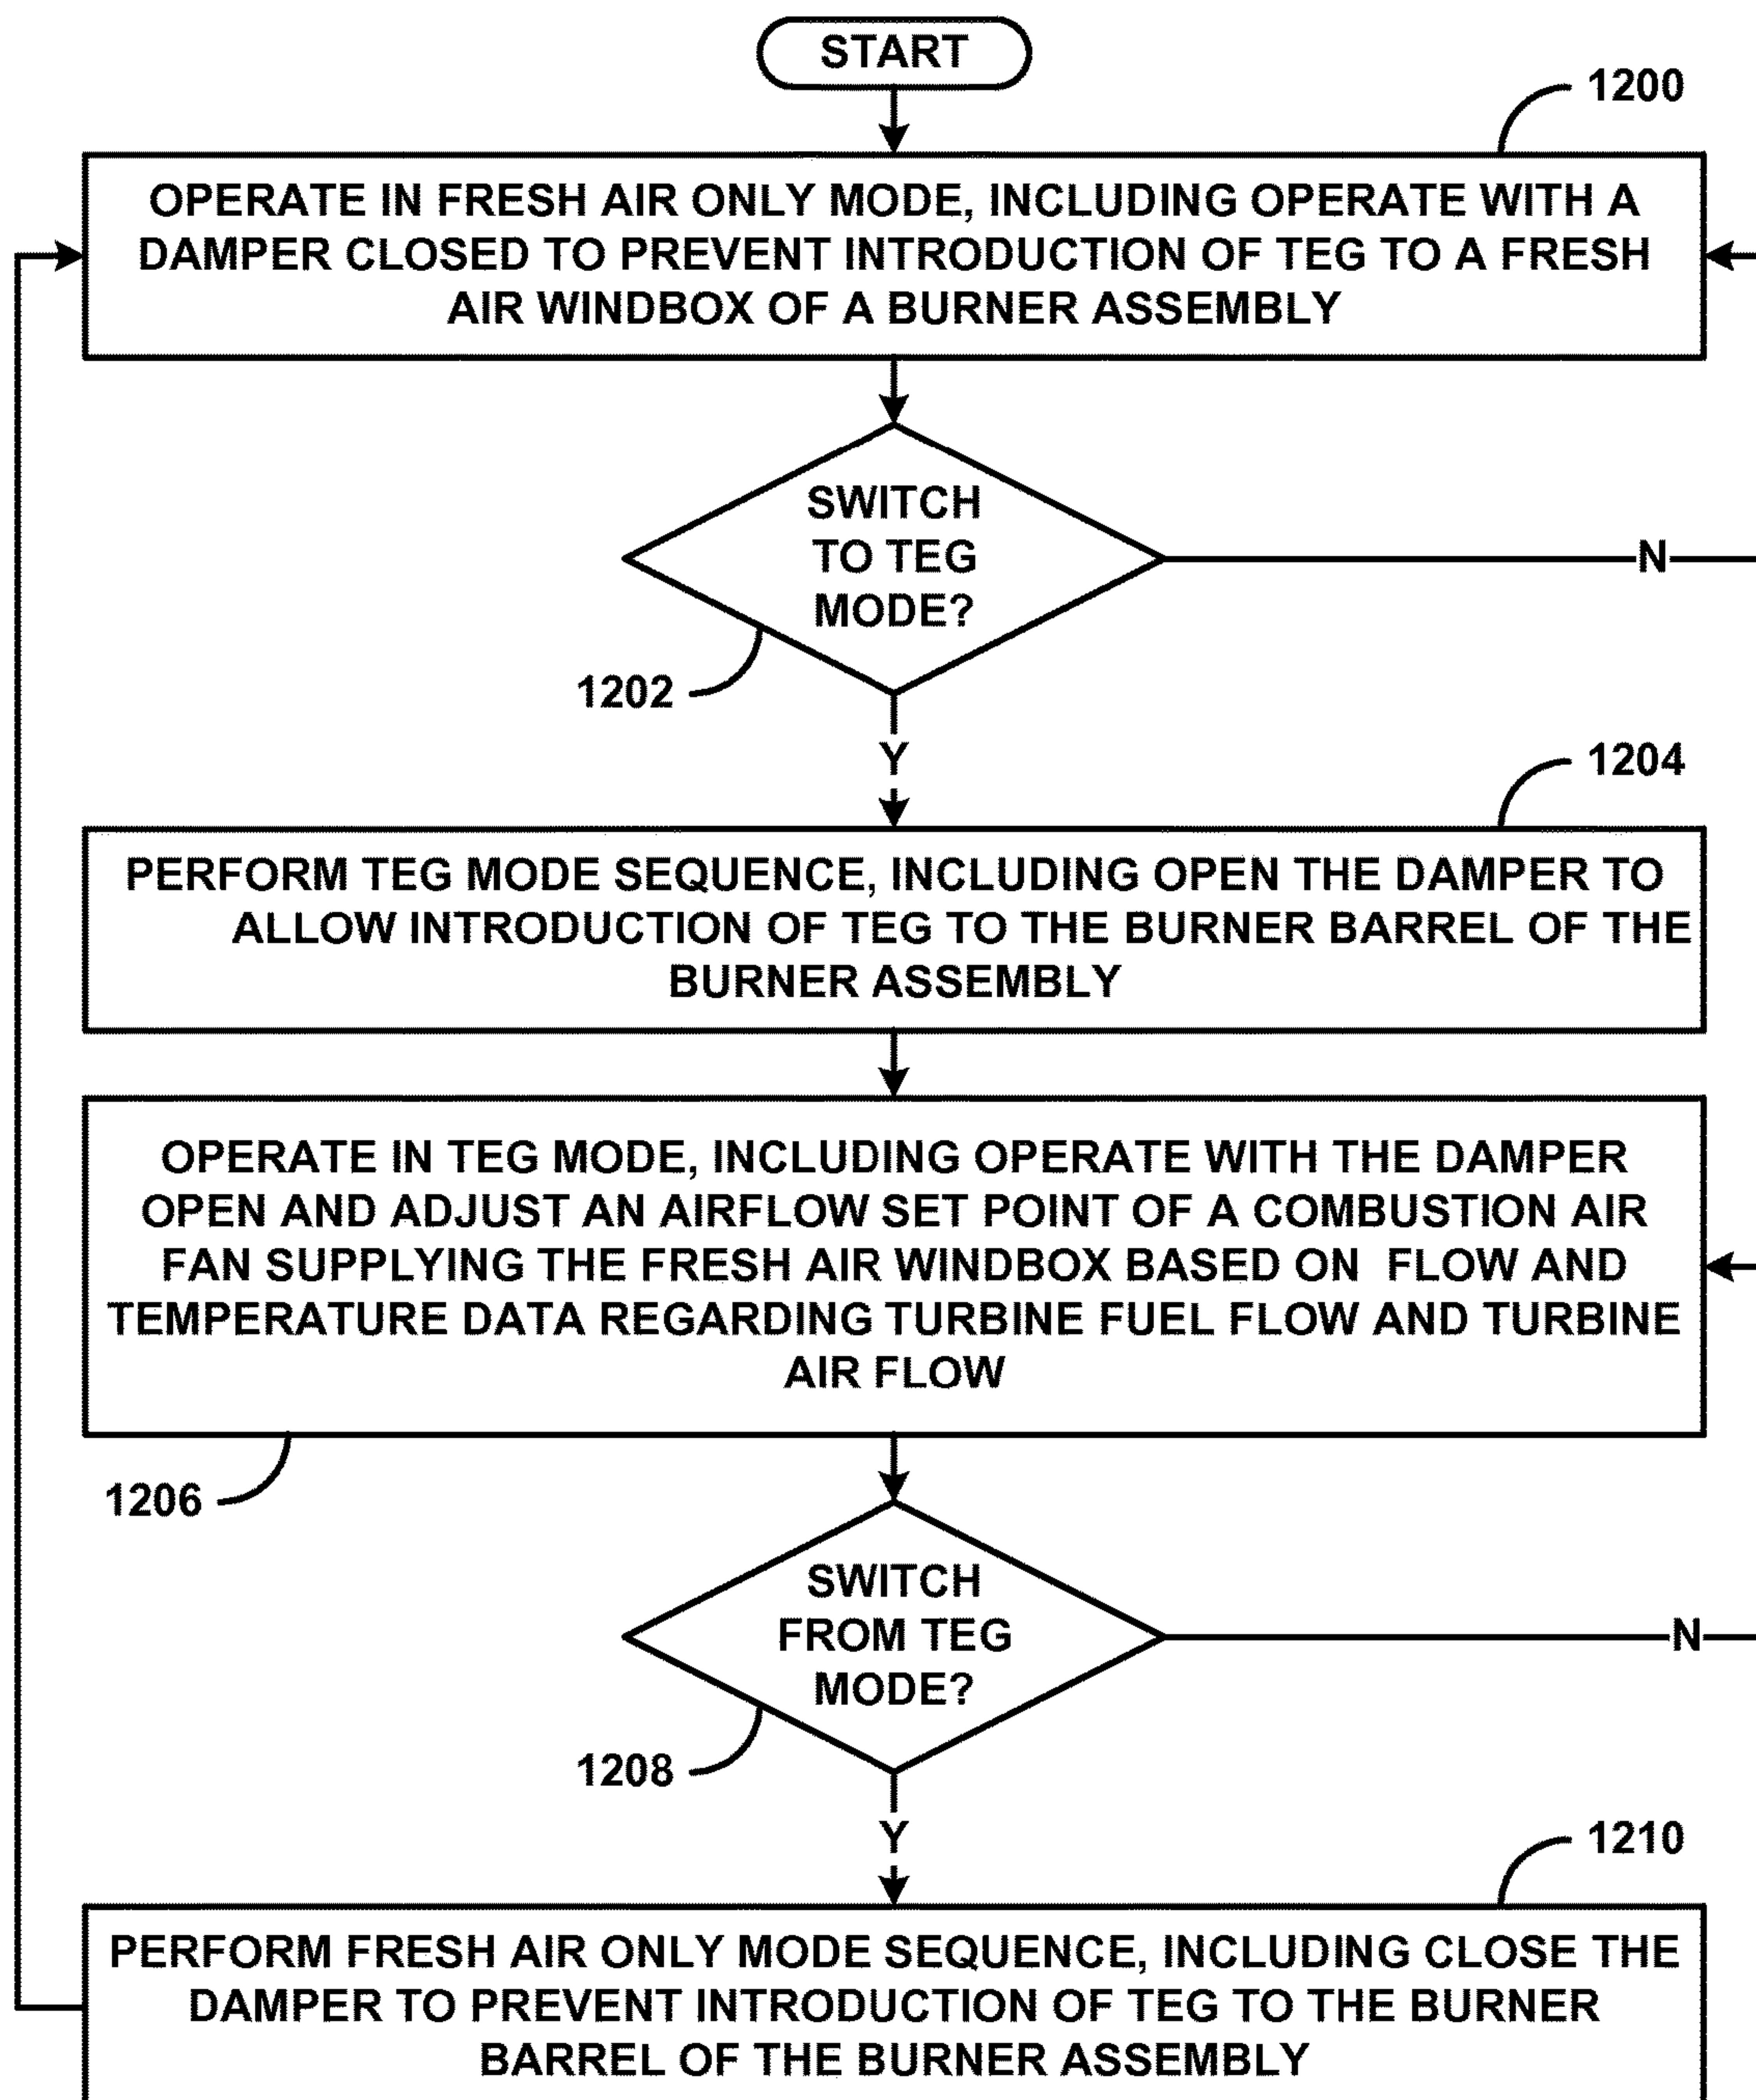 START
1200
OPERATE IN FRESH AIR ONLY MODE, INCLUDING OPERATE WITH A
DAMPER CLOSED TO PREVENT INTRODUCTION OF TEG TO A FRESH
AIR WINDBOX OF A BURNER ASSEMBLY
SWITCH
TO TEG
MODE?
N
1202
Y
1204
PERFORM TEG MODE SEQUENCE, INCLUDING OPEN THE DAMPER TO
ALLOW INTRODUCTION OF TEG TO THE BURNER BARREL OF THE
BURNER ASSEMBLY
OPERATE IN TEG MODE, INCLUDING OPERATE WITH THE DAMPER
OPEN AND ADJUST AN AIRFLOW SET POINT OF A COMBUSTION AIR
FAN SUPPLYING THE FRESH AIR WINDBOX BASED ON FLOW AND
TEMPERATURE DATA REGARDING TURBINE FUEL FLOW AND TURBINE
AIR FLOW
1206
SWITCH
FROM TEG
MODE?
N
1208
Y
1210
PERFORM FRESH AIR ONLY MODE SEQUENCE, INCLUDING CLOSE THE
DAMPER TO PREVENT INTRODUCTION OF TEG TO THE BURNER
BARREL OF THE BURNER ASSEMBLY